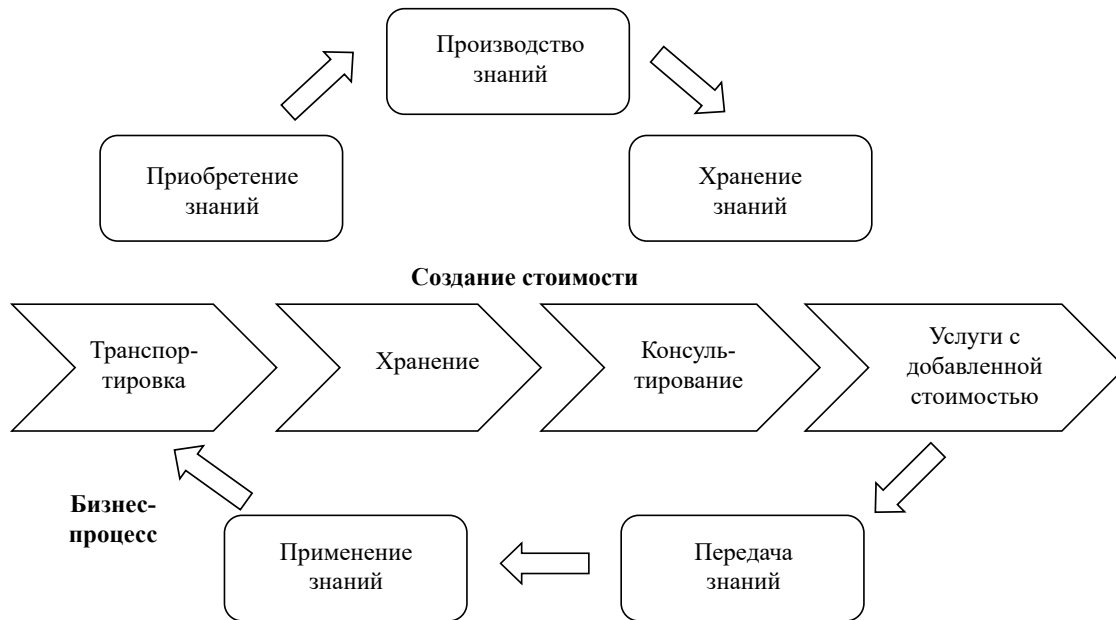 Производство
знаний
Приобретение
знаний
Хранение
знаний
Создание стоимости
Транспор-
тировка
Хранение
Консуль-
тирование
Услуги с
добавленной
стоимостью
Бизнес-
процесс
Применение
знаний
Передача
знаний